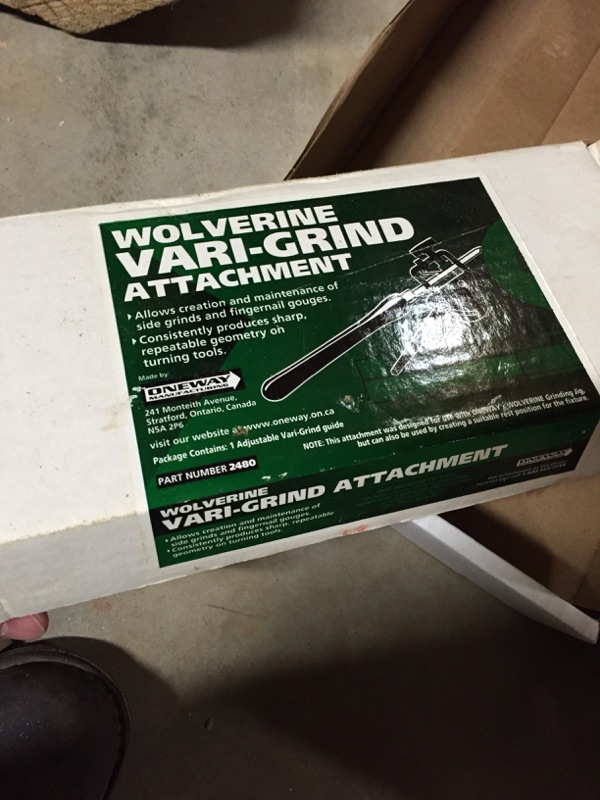 WOLVERINE
VARI-GRIND
ATTACHMENT
Allows creation and maintenance of
side grinds and fingernail gouges.
Consistently produces sharp,
repeatable geometry on
turning tools.
Made by
ONEWAY
MANUFACTURING
241 Monteith Avenue,
Stratford, Ontario, Canada
N5A 2P6
visit our website www.oneway.on.ca
Package Contains: 1 Adjustable Vari-Grind guide
NOTE: This attachment was designed for use with ONEWAY's WOLVERINE Grinding Jig,
but can also be used by creating a suitable rest position for the fixture.
PART NUMBER 2480
WOLVERINE
VARI-GRIND ATTACHMENT
Allows creation and maintenance of
side grinds and fingernail gouges.
Consistently produces sharp, repeatable
geometry on turning tools.
ONEWAY